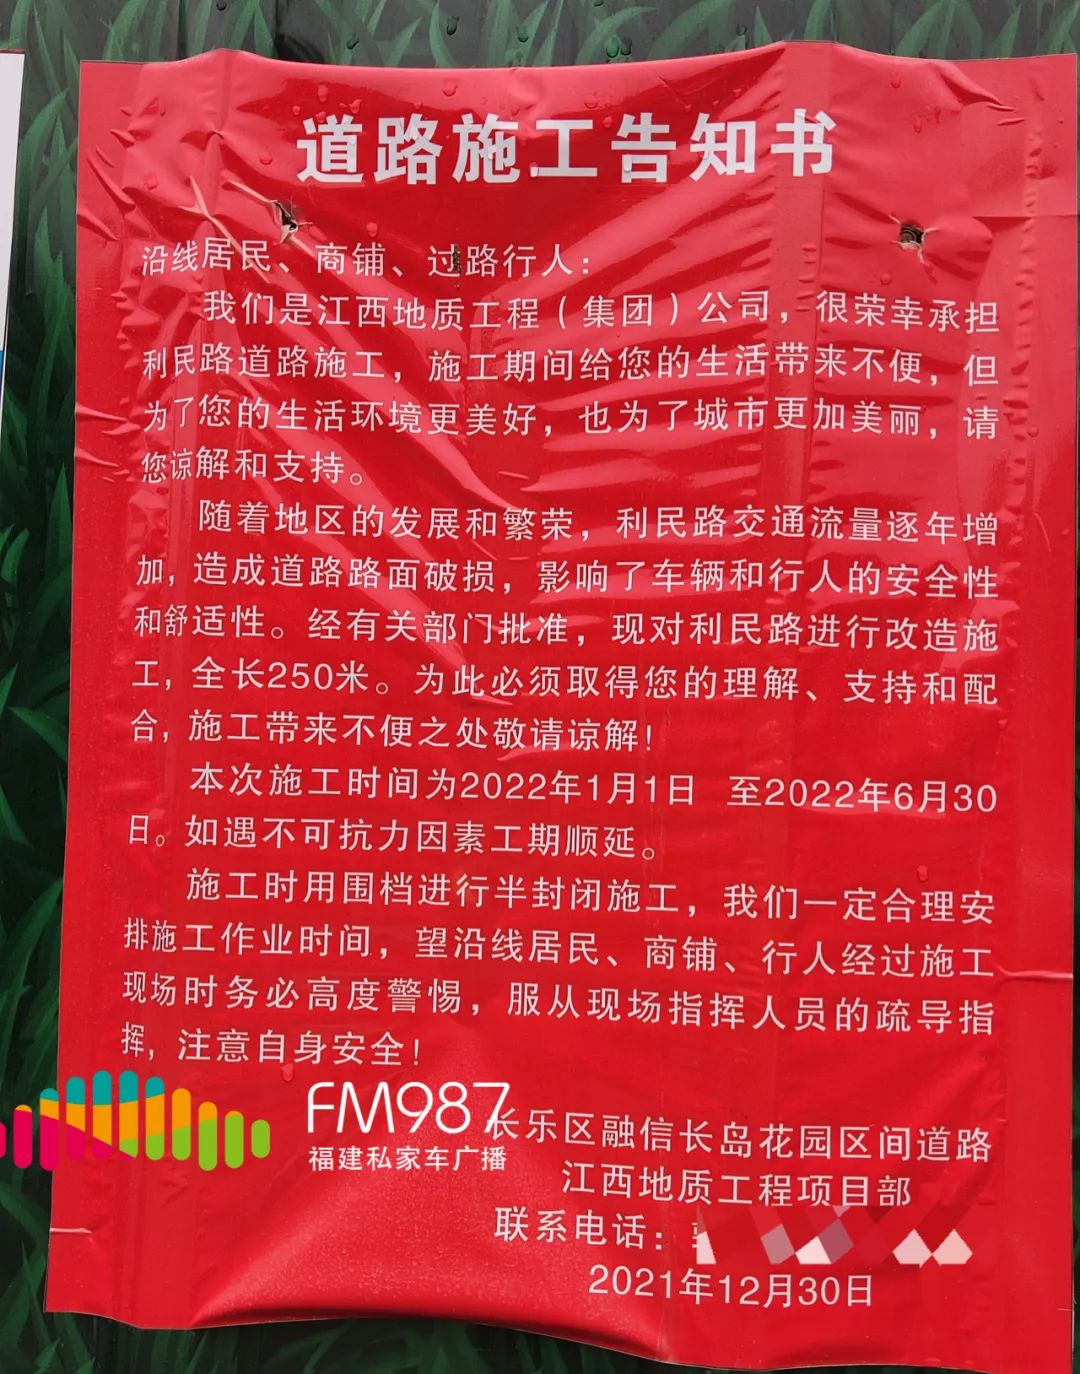 道路施工告知书
沿线居民、商铺、过路行人：
我们是江西地质工程（集团）公司，很荣幸承担
利民路道路施工，施工期间给您的生活带来不便，但
为了您的生活环境更美好，也为了城市更加美丽，请
您谅解和支持。
随着地区的发展和繁荣，利民路交通流量逐年增
加，造成道路路面破损，影响了车辆和行人的安全性
和舒适性。经有关部门批准，现对利民路进行改造施
工，全长250米。为此必须取得您的理解、支持和配
合，施工带来不便之处敬请谅解！
本次施工时间为2022年1月1日 至2022年6月30
日。如遇不可抗力因素工期顺延。
施工时用围档进行半封闭施工，我们一定合理安
排施工作业时间，望沿线居民、商铺、行人经过施工
现场时务必高度警惕，服从现场指挥人员的疏导指
挥，注意自身安全！
FM987
福建私家车广播
长乐区融信长岛花园区间道路
江西地质工程项目部
联系电话：
2021年12月30日